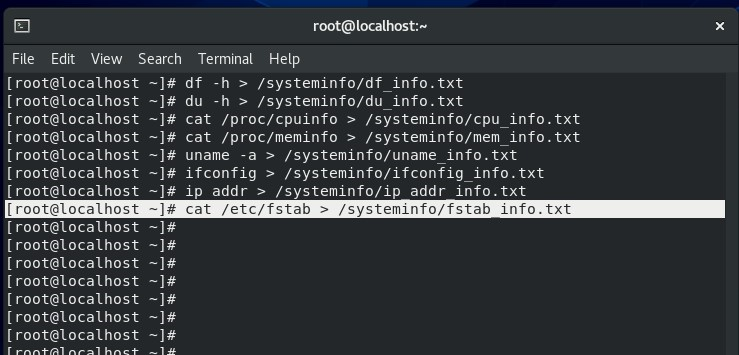 root@localhost:~
File Edit View Search Terminal Help
[root@localhost ~]# df -h > /systeminfo/df_info.txt
[root@localhost ~]# du -h > /systeminfo/du_info.txt
[root@localhost ~]# cat /proc/cpuinfo > /systeminfo/cpu_info.txt
[root@localhost ~]# cat /proc/meminfo > /systeminfo/mem_info.txt
[root@localhost ~]# uname -a > /systeminfo/uname_info.txt
[root@localhost ~]# ifconfig > /systeminfo/ifconfig_info.txt
[root@localhost ~]# ip addr > /systeminfo/ip_addr_info.txt
[root@localhost ~]# cat /etc/fstab > /systeminfo/fstab_info.txt
[root@localhost ~]#
[root@localhost ~]#
[root@localhost ~]#
[root@localhost ~]#
[root@localhost ~]#
[root@localhost ~]#
[root@localhost ~]#
[root@localhost ~]#